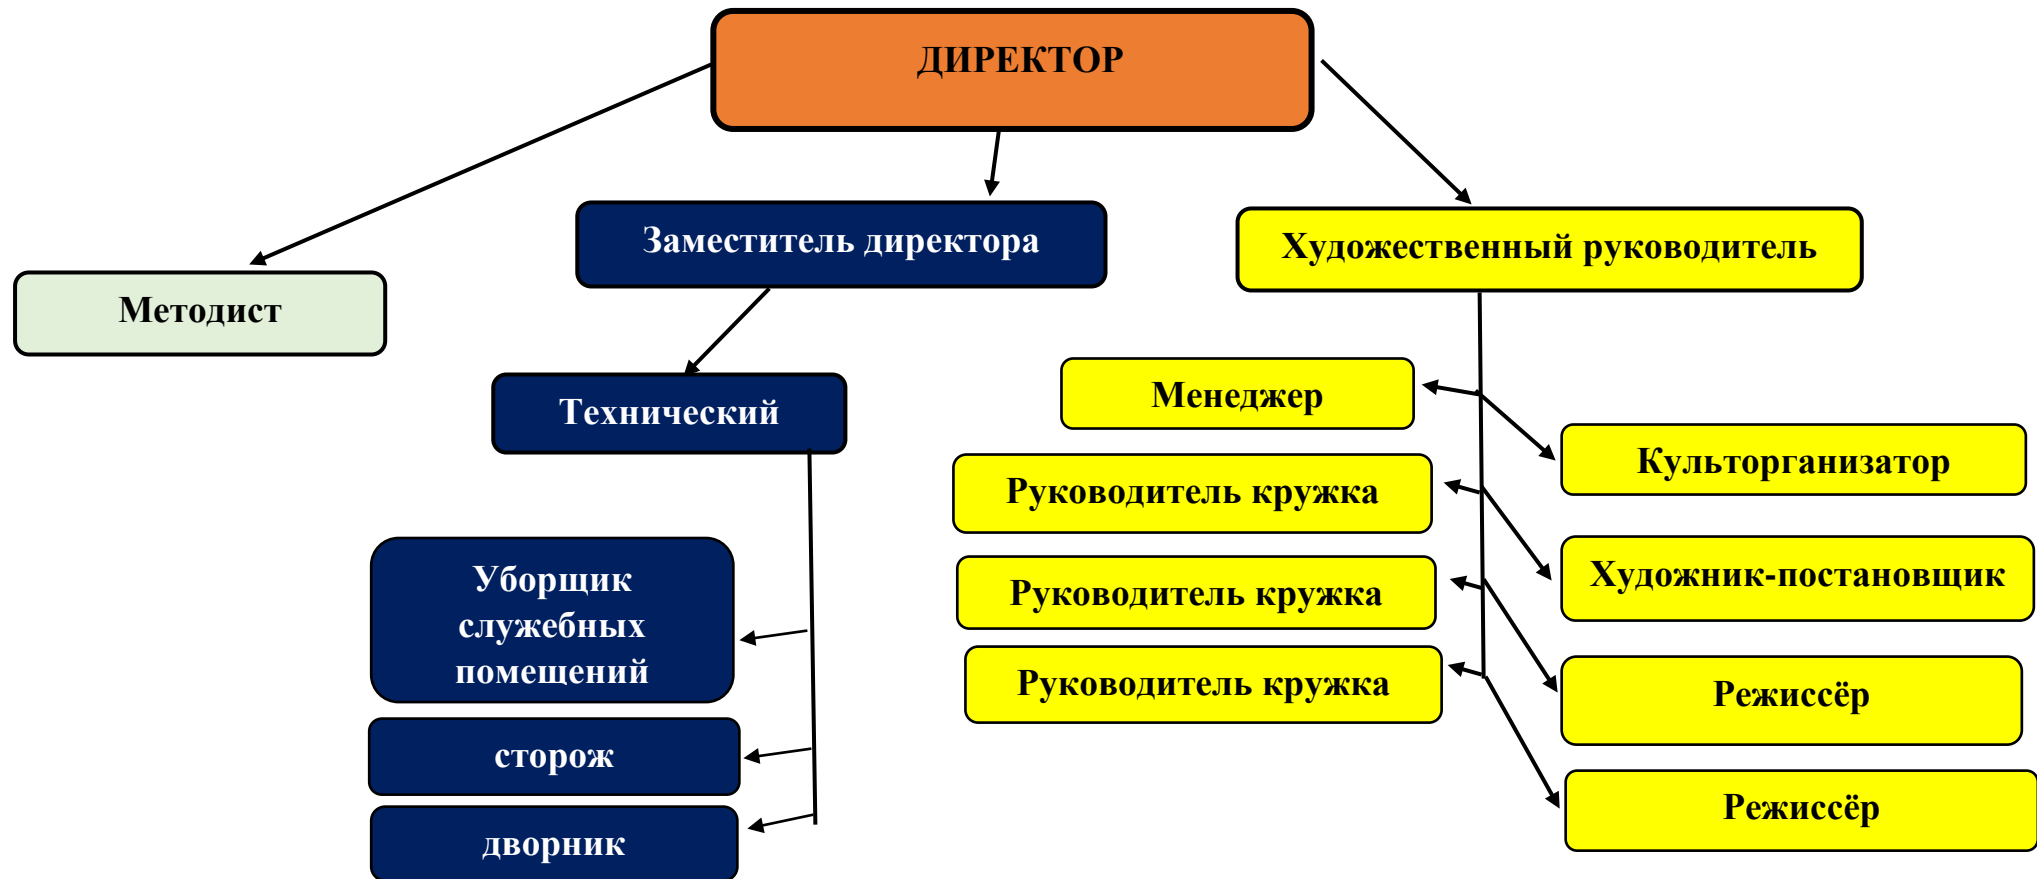 ДИРЕКТОР
Заместитель директора
Художественный руководитель
Методист
Технический
Менеджер
Культорганизатор
Руководитель кружка
Художник-постановщик
Уборщик
служебных
помещений
Руководитель кружка
Руководитель кружка
Режиссёр
сторож
Режиссёр
дворник